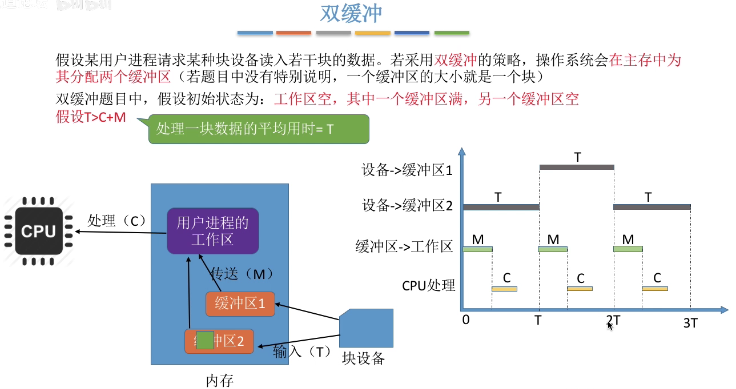 双缓冲
假设某用户进程请求某种块设备读入若干块的数据。若采用双缓冲的策略，操作系统会在主存中为
其分配两个缓冲区（若题目中没有特别说明，一个缓冲区的大小就是一个块）
双缓冲题目中，假设初始状态为：工作区空，其中一个缓冲区满，另一个缓冲区空
假设T>C+M
处理一块数据的平均用时= T
CPU
处理（C）
用户进程的
工作区
传送（M）
缓冲区1
冲区2
输入（T）
块设备
内存
设备->缓冲区1
T
设备->缓冲区2
T
T
缓冲区->工作区
M
M
M
CPU处理
C
C
C
0
T
2T
3T